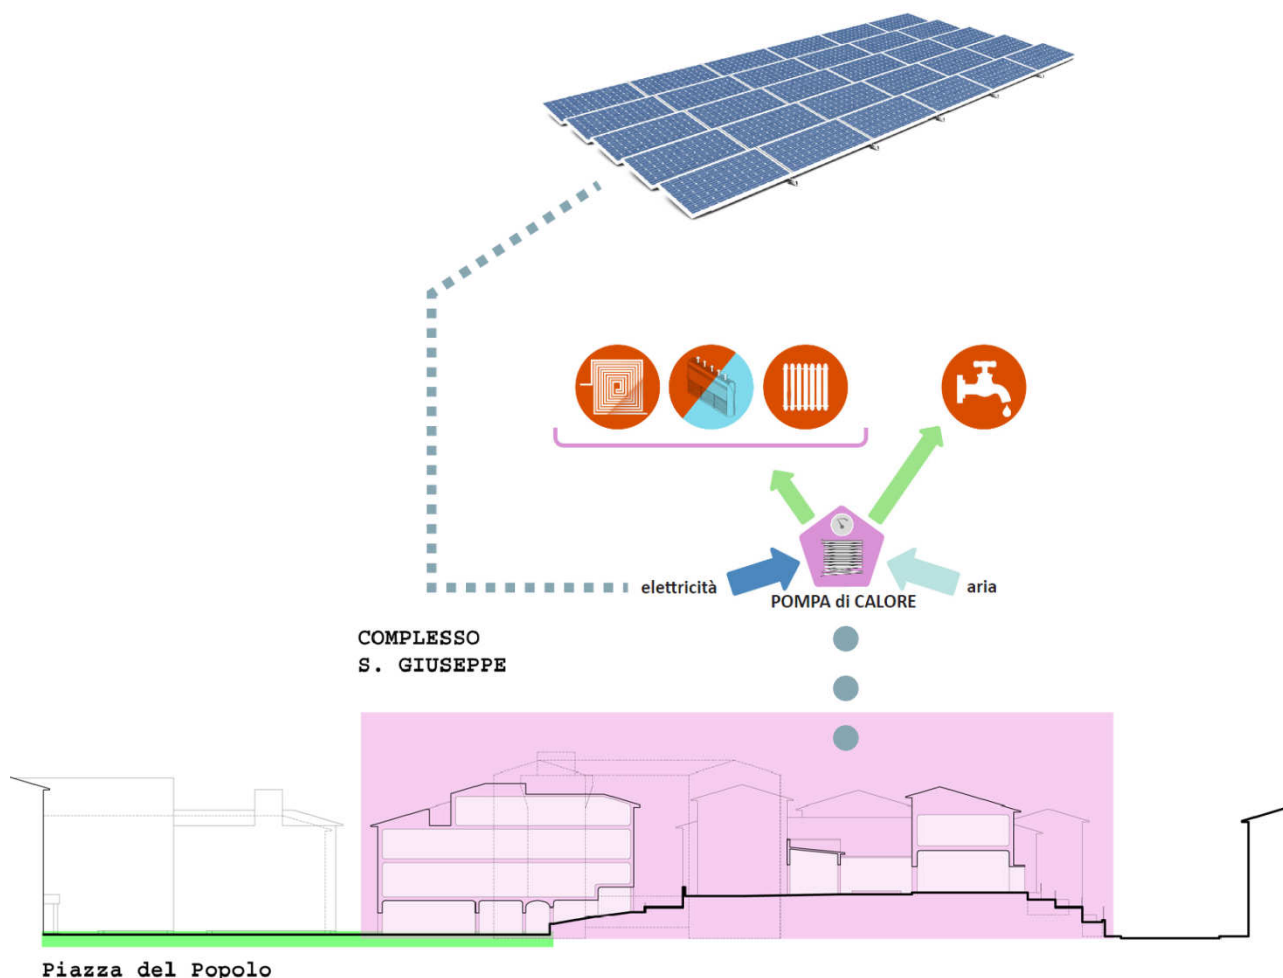 elettricità
aria
POMPA di CALORE
COMPLESSO
S. GIUSEPPE
Piazza del Popolo